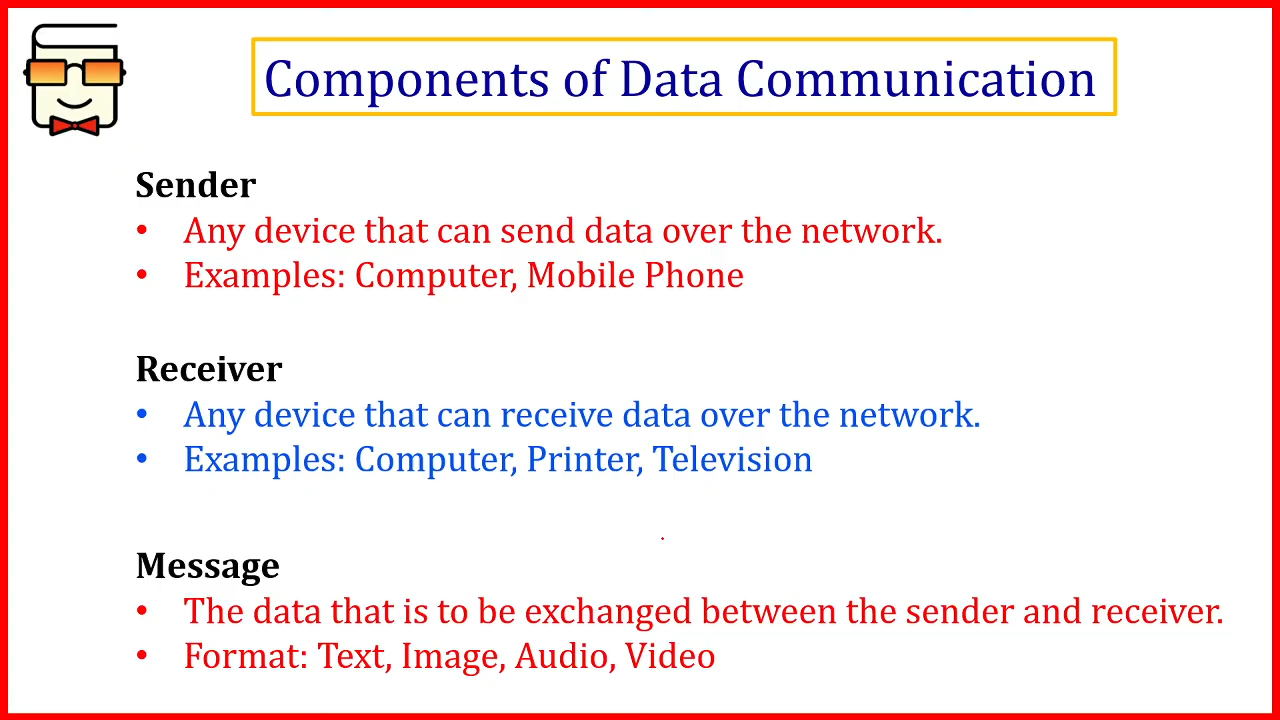 Components of Data Communication
Sender
• Any device that can send data over the network.
• Examples: Computer, Mobile Phone
Receiver
• Any device that can receive data over the network.
• Examples: Computer, Printer, Television
Message
• The data that is to be exchanged between the sender and receiver.
• Format: Text, Image, Audio, Video